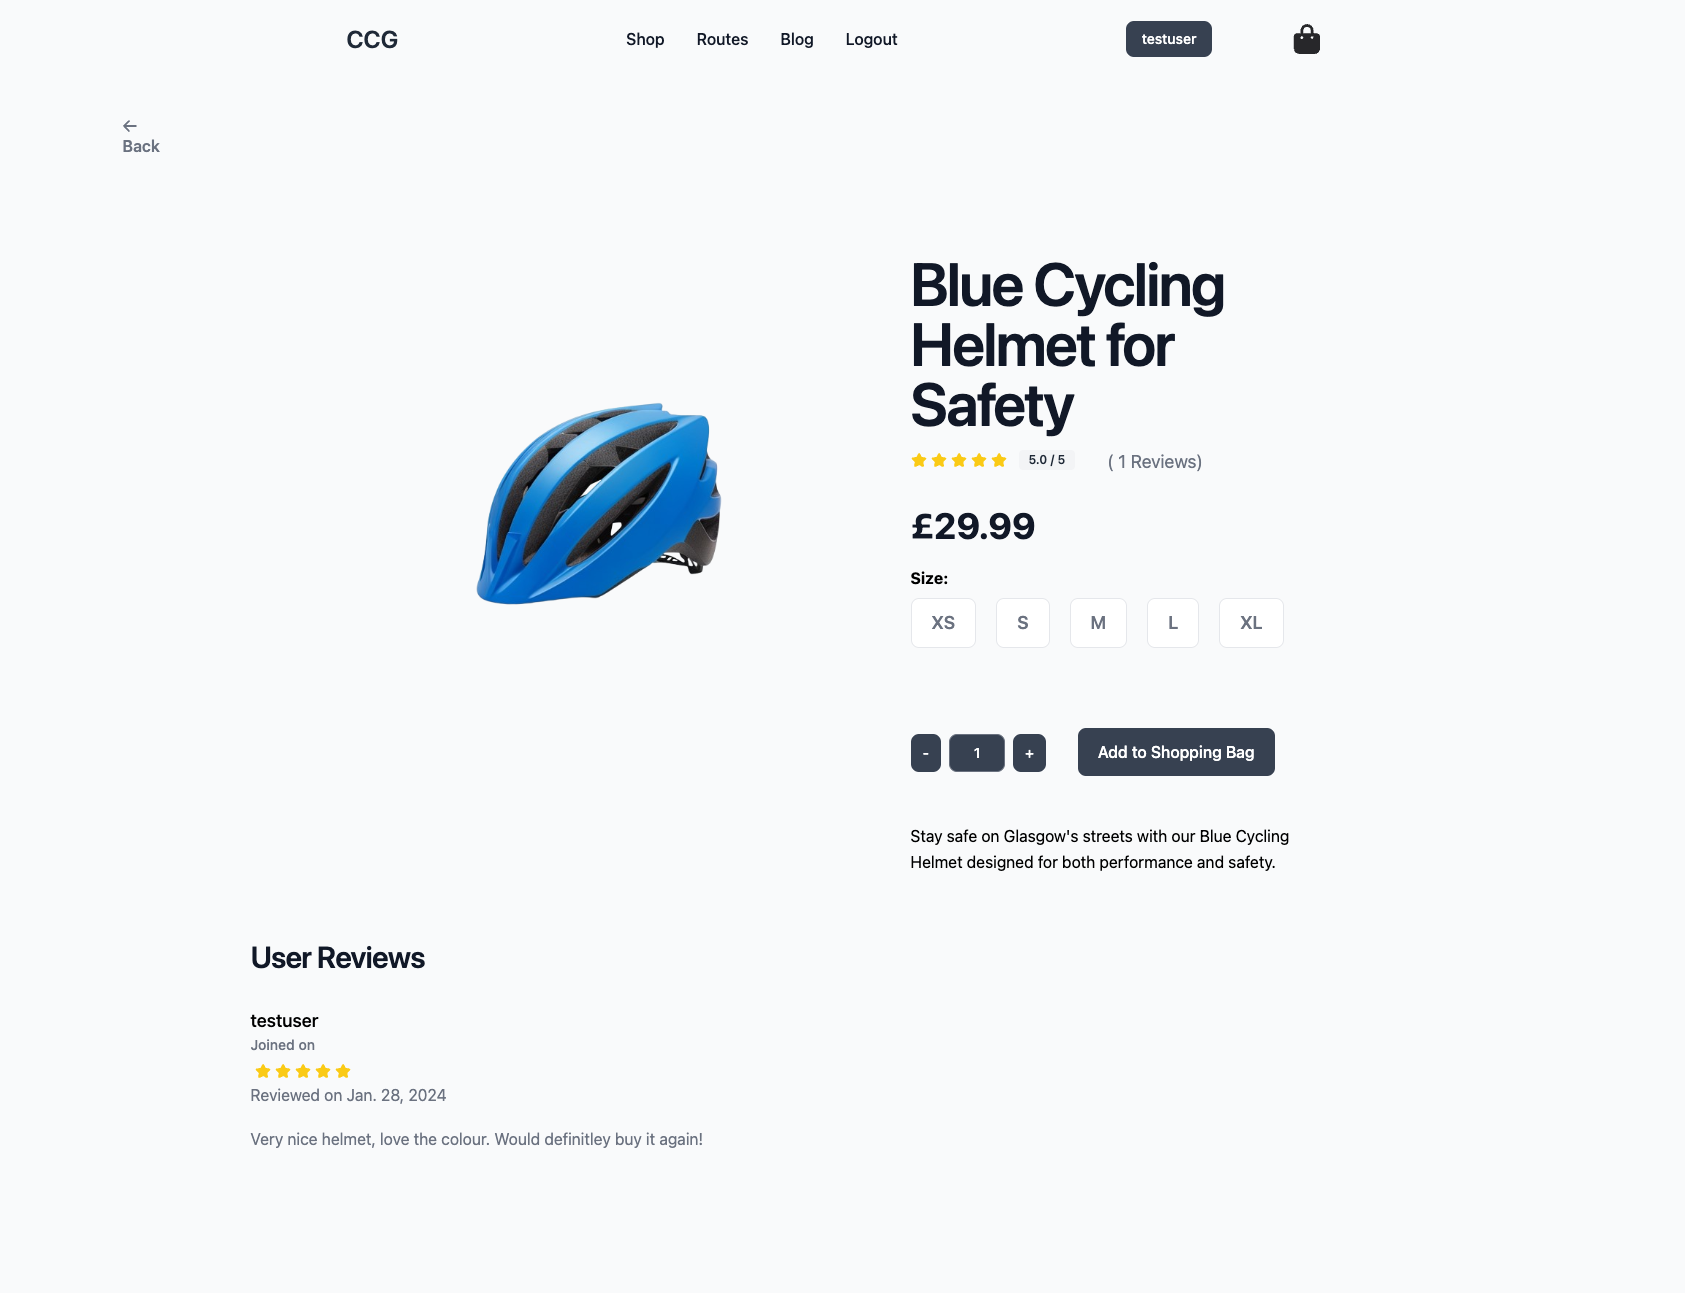 CCG
Shop Routes Blog Logout
testuser
Back
Blue Cycling
Helmet for
Safety
5.0 / 5 ( 1 Reviews)
£29.99
Size:
XS S M L XL
- 1 + Add to Shopping Bag
Stay safe on Glasgow's streets with our Blue Cycling
Helmet designed for both performance and safety.
User Reviews
testuser
Joined on
Reviewed on Jan. 28, 2024
Very nice helmet, love the colour. Would definitley buy it again!